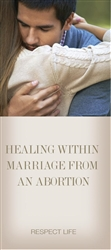 HEALING WITHIN
MARRIAGE FROM
AN ABORTION
RESPECT LIFE